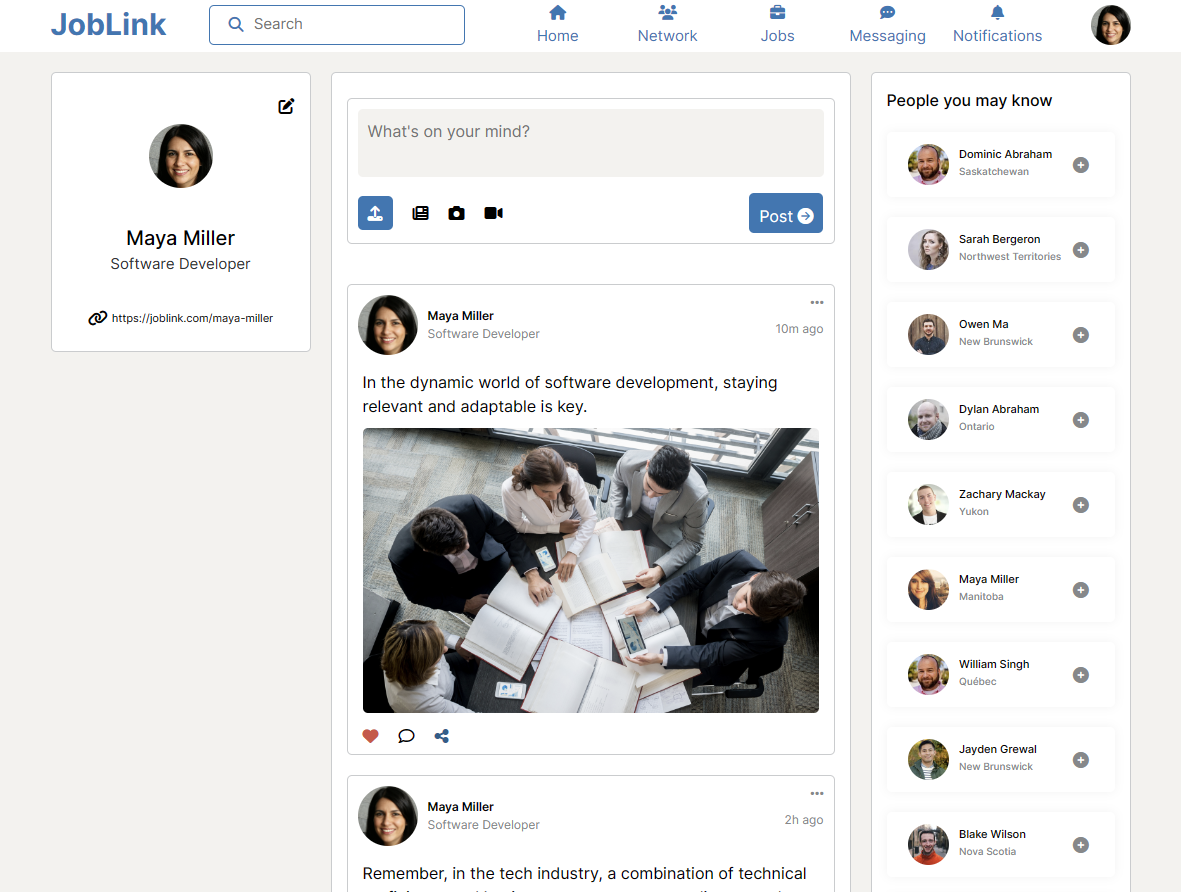 JobLink
Search
Home
Network
Jobs
Messaging
Notifications
Maya Miller
Software Developer
https://joblink.com/maya-miller
What's on your mind?
Post
Maya Miller
Software Developer
10m ago
In the dynamic world of software development, staying
relevant and adaptable is key.
Maya Miller
Software Developer
2h ago
Remember, in the tech industry, a combination of technical
People you may know
Dominic Abraham
Saskatchewan
Sarah Bergeron
Northwest Territories
Owen Ma
New Brunswick
Dylan Abraham
Ontario
Zachary Mackay
Yukon
Maya Miller
Manitoba
William Singh
Québec
Jayden Grewal
New Brunswick
Blake Wilson
Nova Scotia